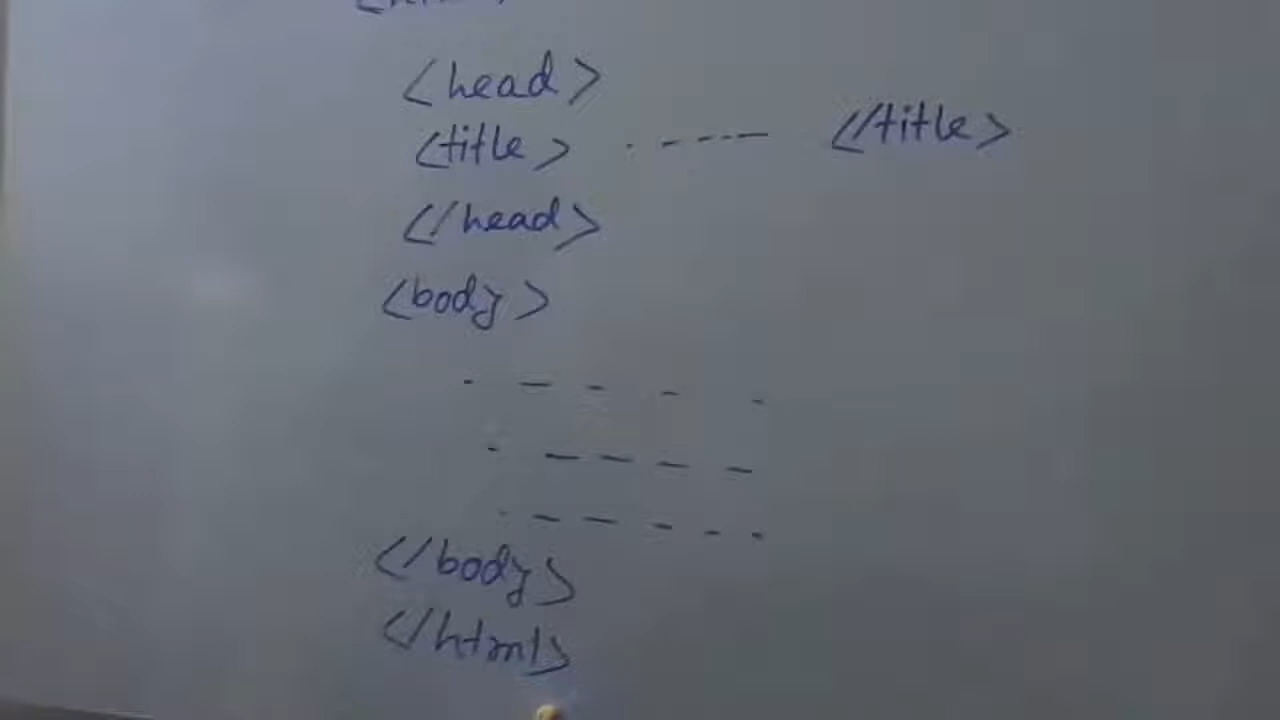 <head>
<title> ------ </title>
</head>
<body>
- - - - -
- - - - -
- - - - - -
</body>
</html>